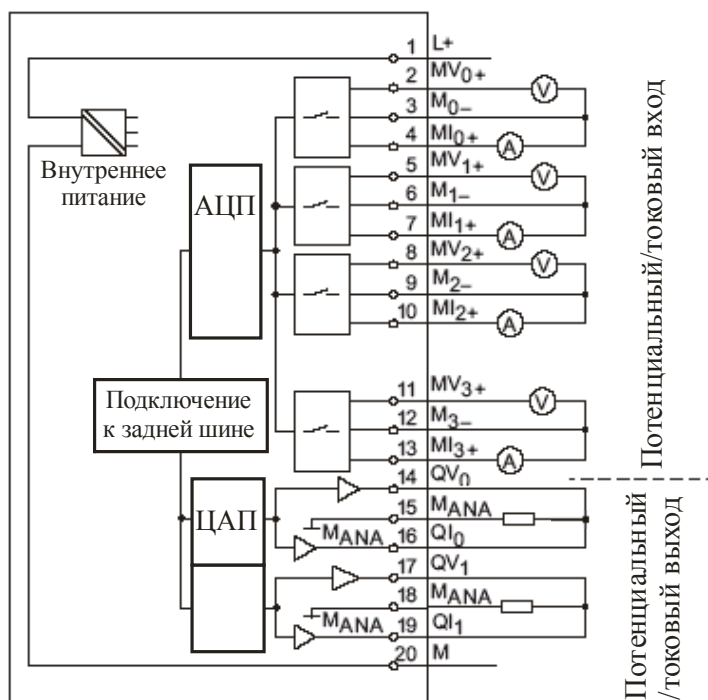 1 L+
2 MV0+
3 M0–
4 MI0+
5 MV1+
6 M1–
7 MI1+
8 MV2+
9 M2–
10 MI2+
11 MV3+
12 M3–
13 MI3+
14 QV0
15 MANA
16 QI0
17 QV1
18 MANA
19 QI1
20 M
V
A
V
A
V
A
V
A
Внутреннее
питание
АЦП
Подключение
к задней шине
ЦАП
MANA
MANA
Потенциальный/токовый вход
Потенциальный
/токовый выход